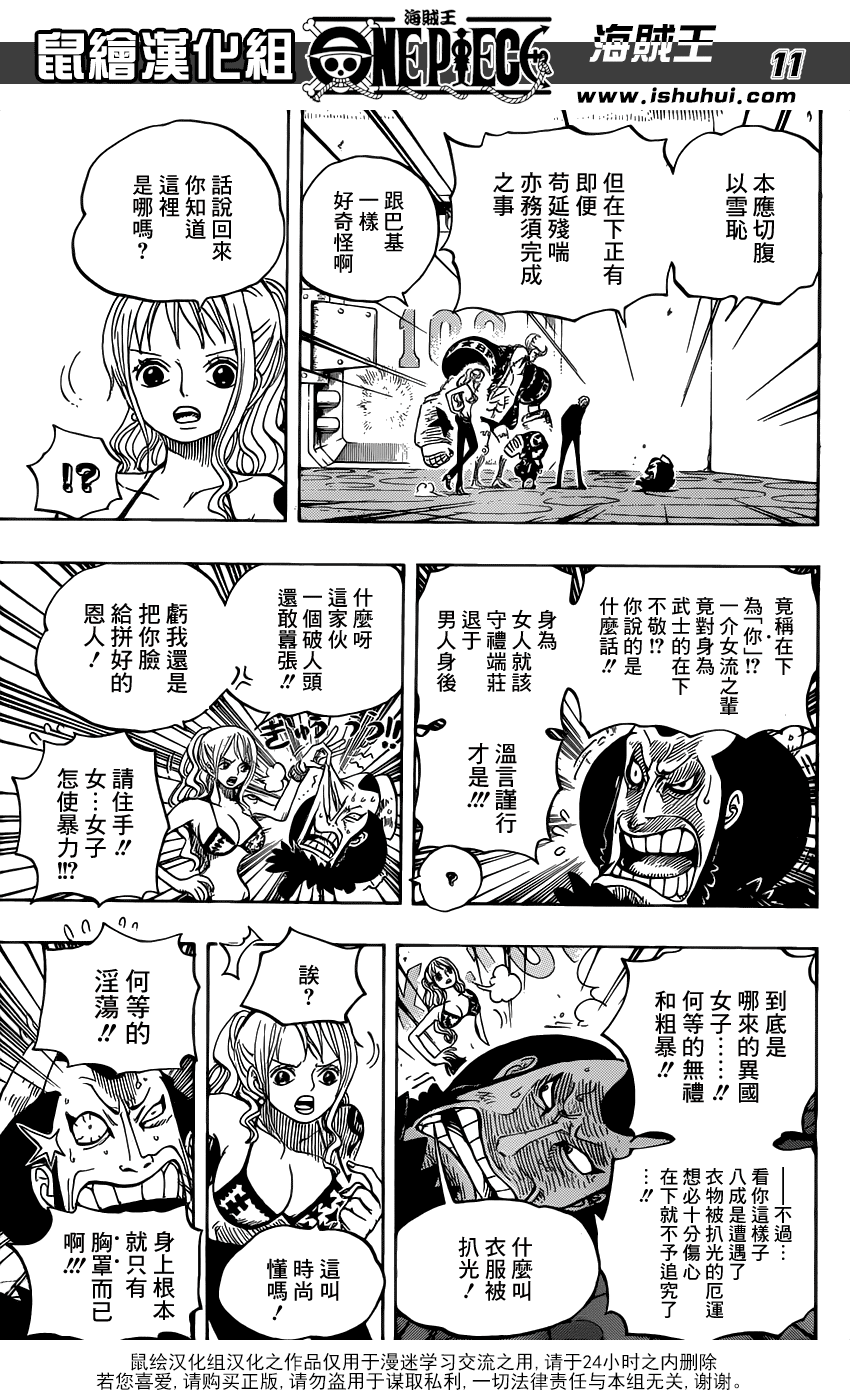 鼠繪漢化組
海賊王
ONE PIECE
海賊王
www.ishuhui.com
11
本應切腹
以雪恥
但在下正有
即便
苟延殘喘
亦務須完成
之事
跟巴基
一樣
好奇怪啊
話說回來
你知道
這裡
是哪嗎?
!?
竟稱在下
為「你」!?
一介女流之輩
竟對身為
武士的在下
不敬!?
你說的是
什麼話!!
身為
女人就該
守禮端莊
退于
男人身後
溫言謹行
才是!!!
?
什麼呀
這家伙
一個破人頭
還敢囂張!!
虧我還是
把你臉
給拼好的
恩人!
ぎゅうぅぅ!!
請住手!!
女…女子
怎使暴力
!!?
到底是
哪來的異國
女子……!!
何等的無禮
和粗暴!!
——不過…
看你這樣子
八成是遭遇了
衣物被扒光的厄運
想必十分傷心
在下就不予追究了
…!!
什麼叫
衣服被
扒光!
誒?
這叫
時尚
懂嗎!
何等的
淫蕩!!
身上根本
就只有
胸罩而已
啊!!!
鼠绘汉化组汉化之作品仅用于漫迷学习交流之用, 请于24小时之内删除
若您喜爱, 请购买正版, 请勿盗用于谋取私利, 一切法律责任与本组无关, 谢谢。